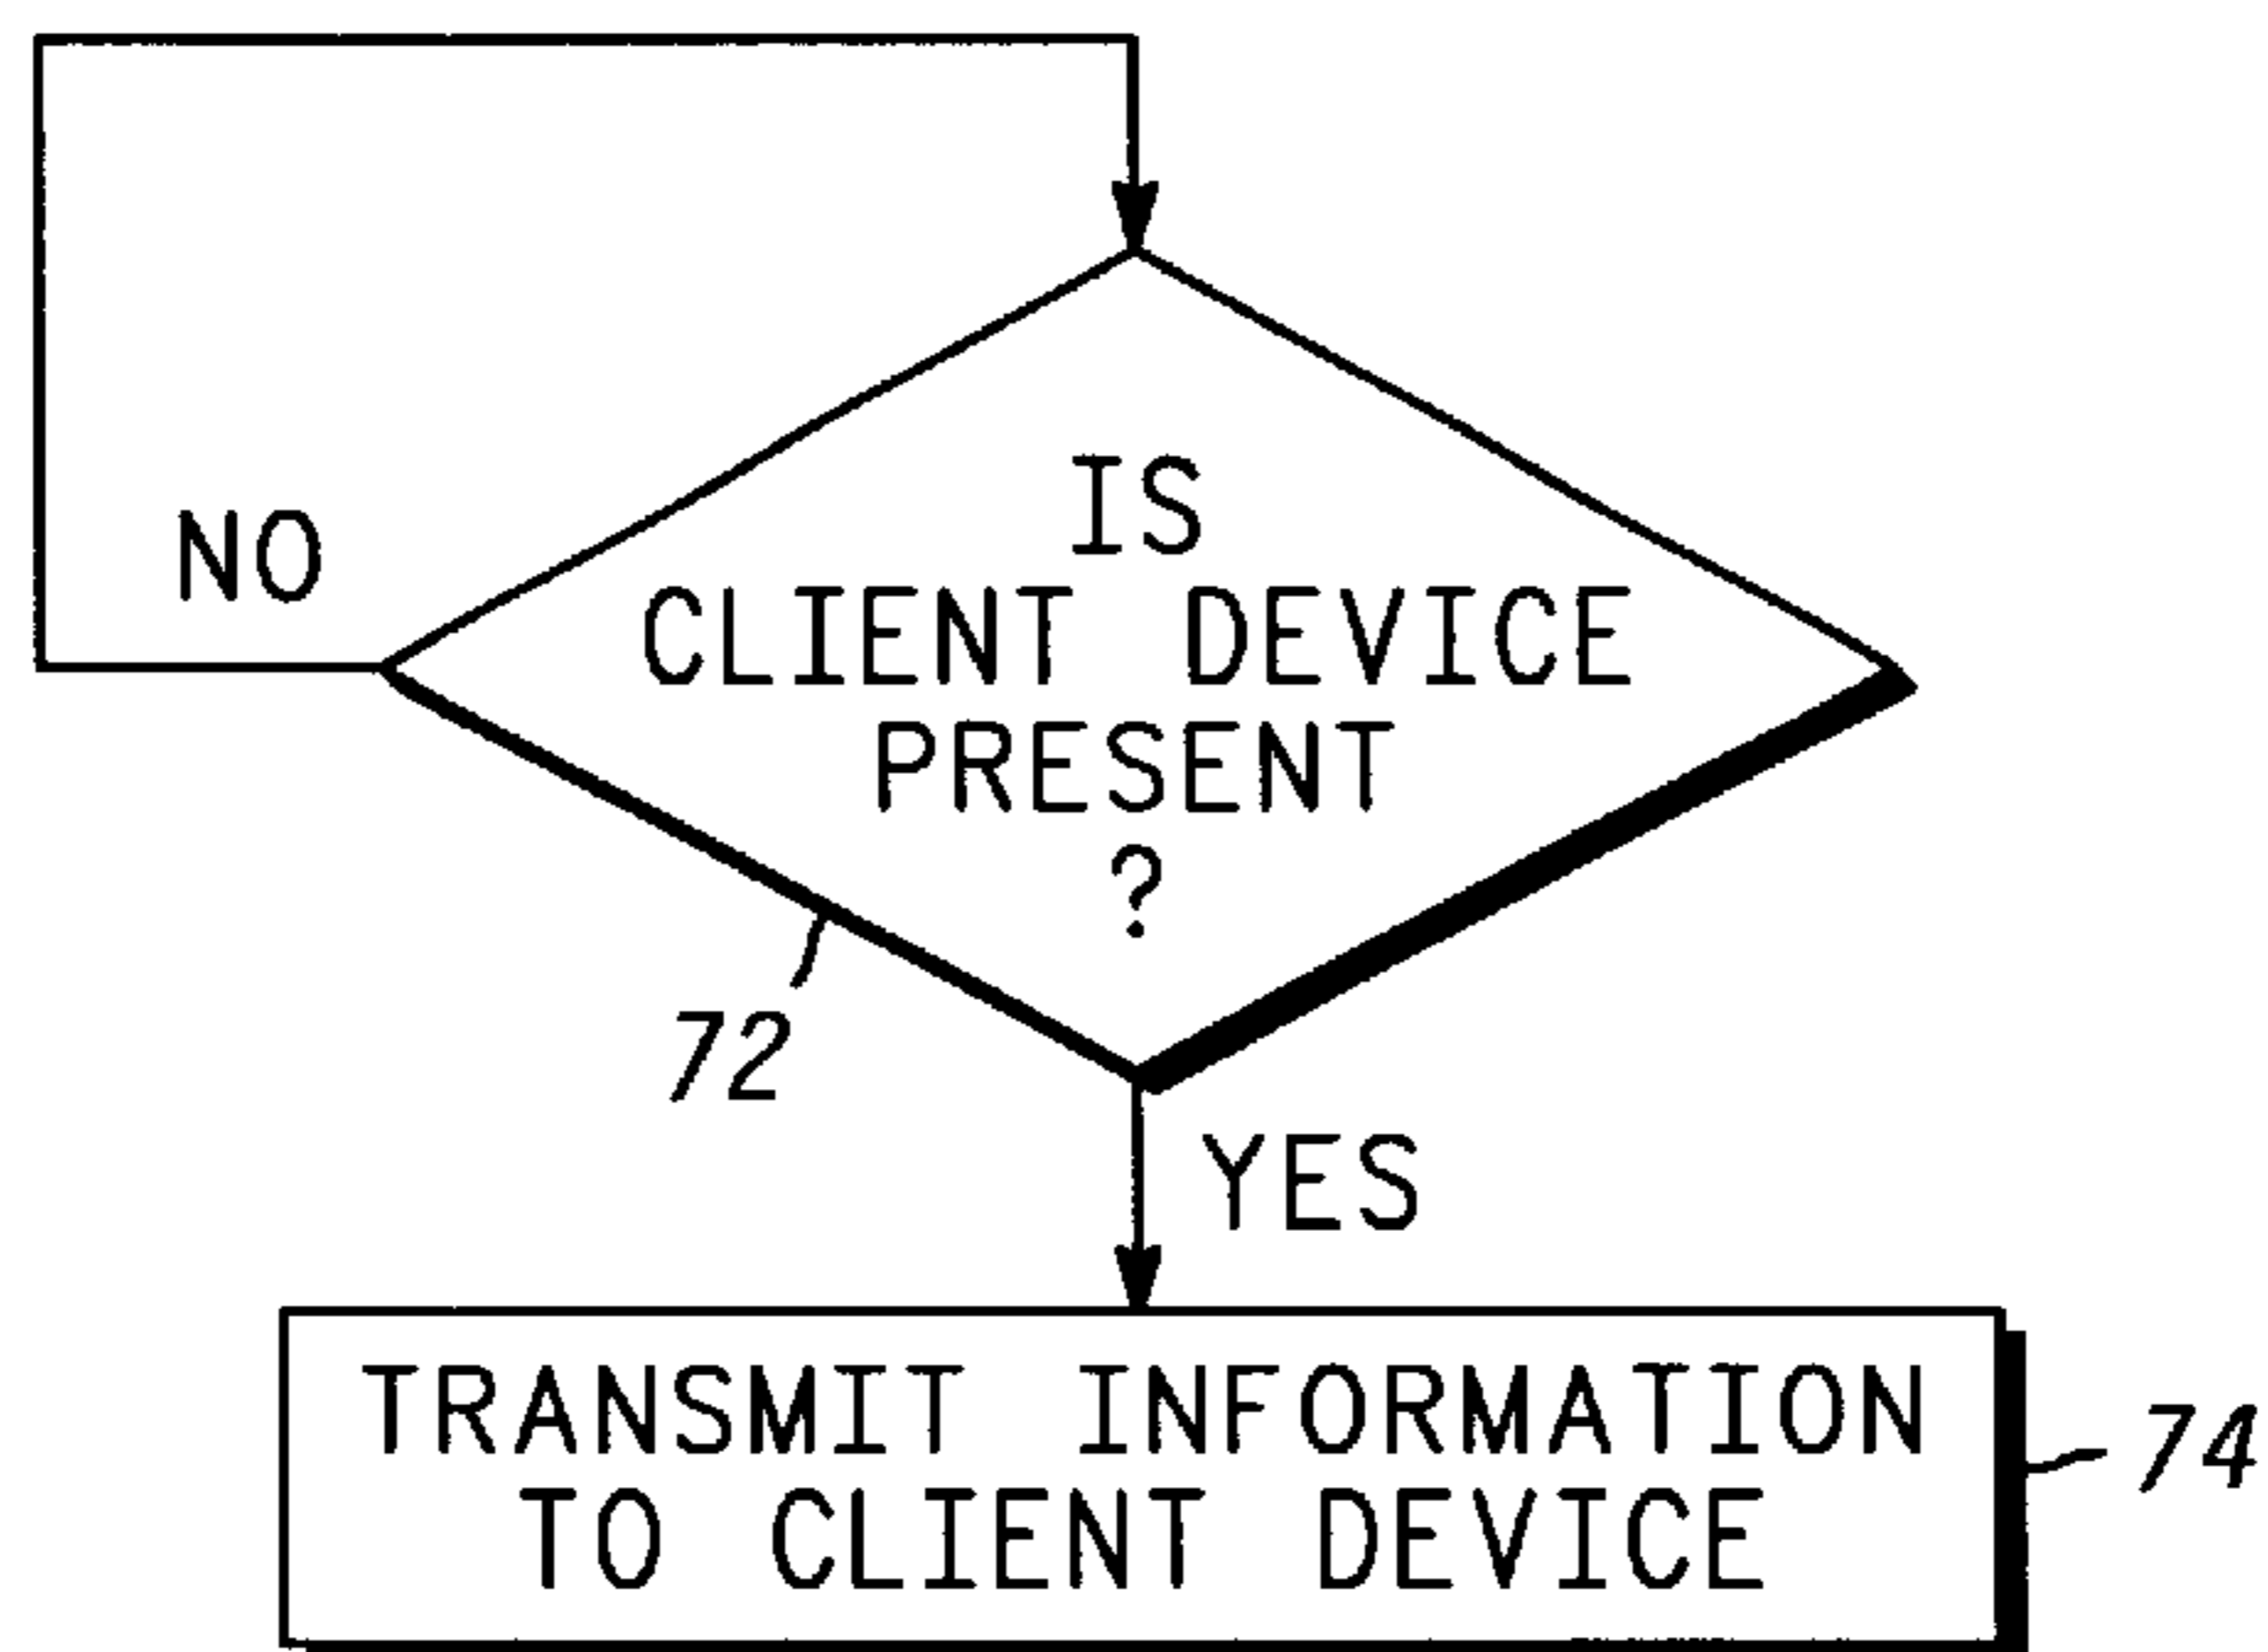 IS
CLIENT DEVICE
PRESENT
?
NO
72
YES
TRANSMIT INFORMATION
TO CLIENT DEVICE
74